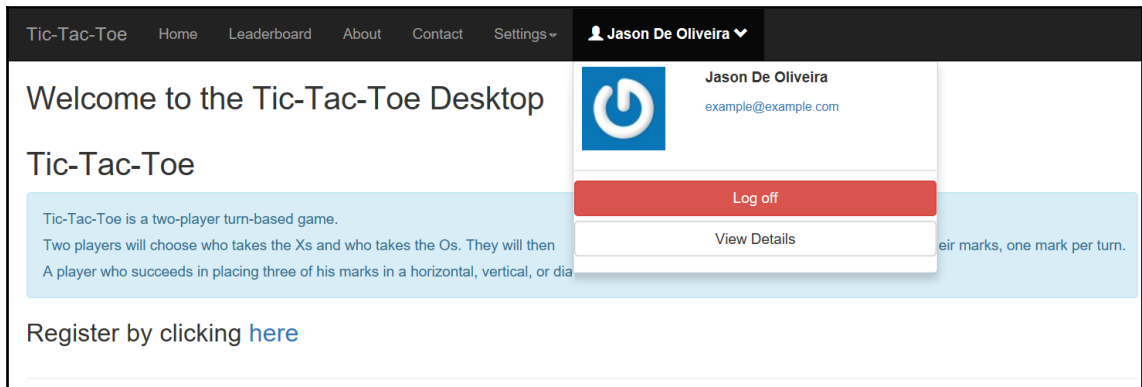 Tic-Tac-Toe Home Leaderboard About Contact Settings Jason De Oliveira
Jason De Oliveira
example@example.com
Log off
View Details
Welcome to the Tic-Tac-Toe Desktop
Tic-Tac-Toe
Tic-Tac-Toe is a two-player turn-based game.
Two players will choose who takes the Xs and who takes the Os. They will then eir marks, one mark per turn.
A player who succeeds in placing three of his marks in a horizontal, vertical, or dia
Register by clicking here